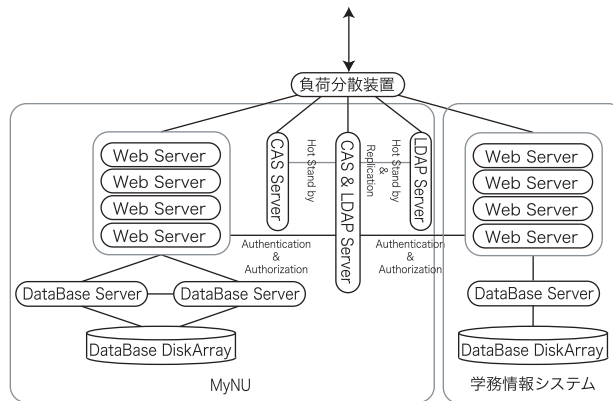 負荷分散装置
Web Server
Web Server
Web Server
Web Server
CAS Server
Hot Stand by
CAS & LDAP Server
Replication
&
Hot Stand by
LDAP Server
Web Server
Web Server
Web Server
Web Server
Authentication
&
Authorization
Authentication
&
Authorization
DataBase Server
DataBase Server
DataBase Server
DataBase DiskArray
DataBase DiskArray
MyNU
学務情報システム